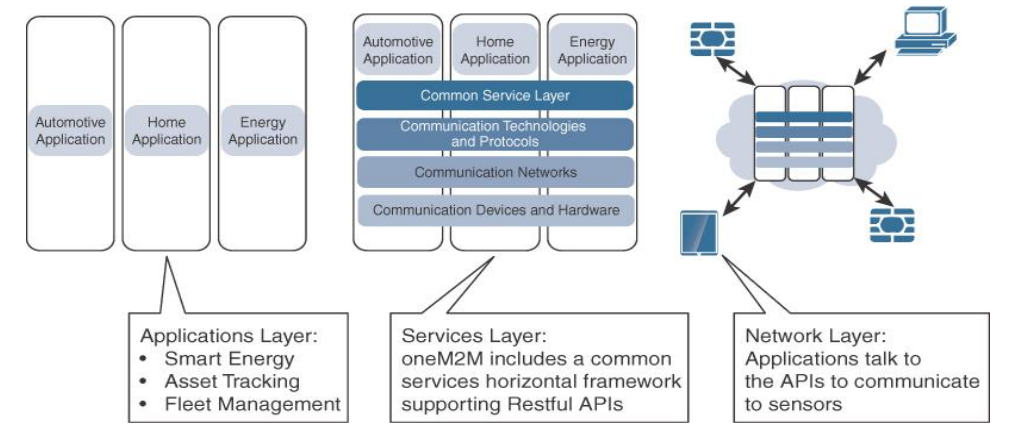 Automotive
Application
Home
Application
Energy
Application
Automotive
Application
Home
Application
Energy
Application
Common Service Layer
Communication Technologies
and Protocols
Communication Networks
Communication Devices and Hardware
Applications Layer:
• Smart Energy
• Asset Tracking
• Fleet Management
Services Layer:
oneM2M includes a common
services horizontal framework
supporting Restful APIs
Network Layer:
Applications talk to
the APIs to communicate
to sensors